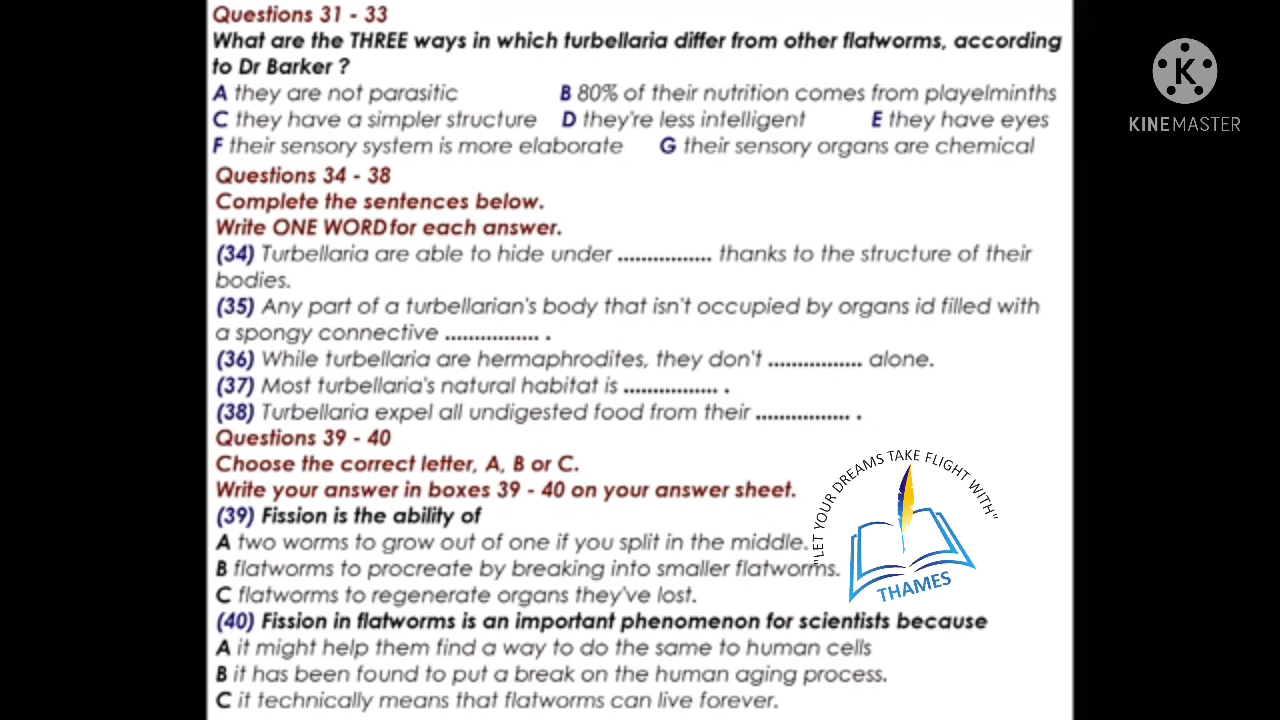 Questions 31 - 33
What are the THREE ways in which turbellaria differ from other flatworms, according
to Dr Barker ?
A they are not parasitic B 80% of their nutrition comes from playelminths
C they have a simpler structure D they're less intelligent E they have eyes
F their sensory system is more elaborate G their sensory organs are chemical
Questions 34 - 38
Complete the sentences below.
Write ONE WORD for each answer.
(34) Turbellaria are able to hide under ................ thanks to the structure of their
bodies.
(35) Any part of a turbellarian's body that isn't occupied by organs id filled with
a spongy connective ................ .
(36) While turbellaria are hermaphrodites, they don't ................ alone.
(37) Most turbellaria's natural habitat is ................ .
(38) Turbellaria expel all undigested food from their ................ .
Questions 39 - 40
Choose the correct letter, A, B or C.
Write your answer in boxes 39 - 40 on your answer sheet.
(39) Fission is the ability of
A two worms to grow out of one if you split in the middle.
B flatworms to procreate by breaking into smaller flatworms.
C flatworms to regenerate organs they've lost.
(40) Fission in flatworms is an important phenomenon for scientists because
A it might help them find a way to do the same to human cells
B it has been found to put a break on the human aging process.
C it technically means that flatworms can live forever.
K
KINEMASTER
"LET YOUR DREAMS TAKE FLIGHT WITH"
THAMES